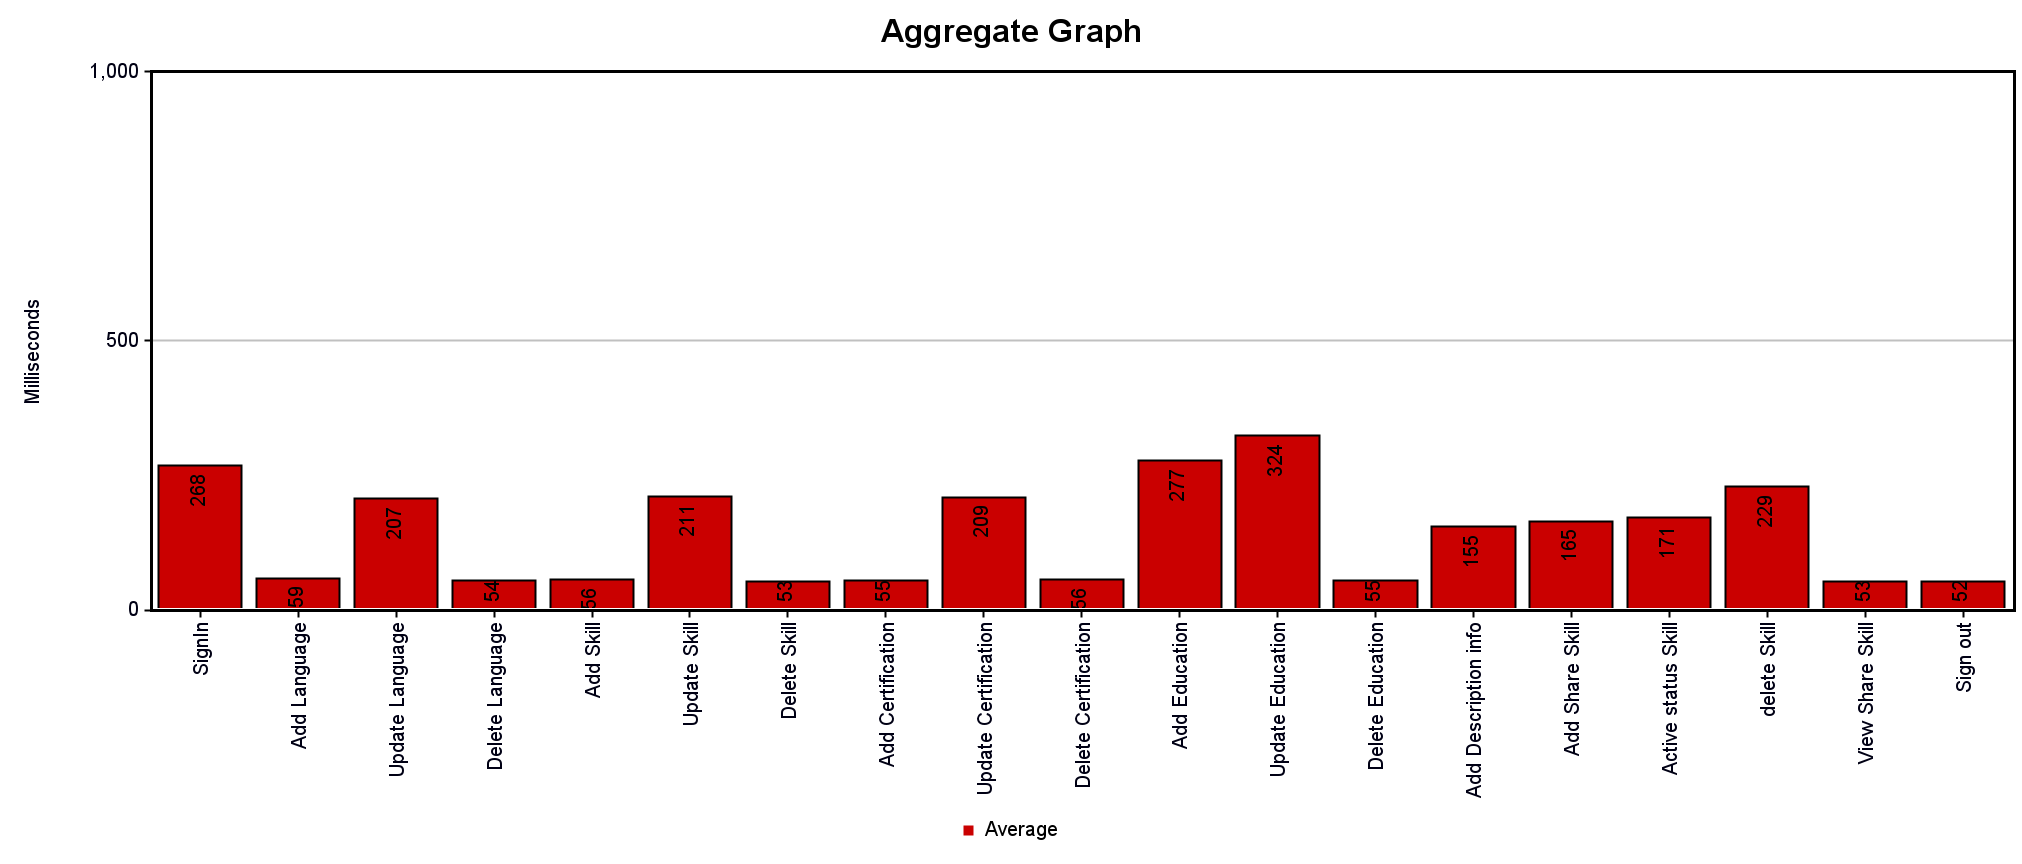 Aggregate Graph
1,000
500
0
Milliseconds
268
59
207
54
56
211
53
55
209
56
277
324
55
155
165
171
229
53
52
SignIn
Add Language
Update Language
Delete Language
Add Skill
Update Skill
Delete Skill
Add Certification
Update Certification
Delete Certification
Add Education
Update Education
Delete Education
Add Description info
Add Share Skill
Active status Skill
delete Skill
View Share Skill
Sign out
Average